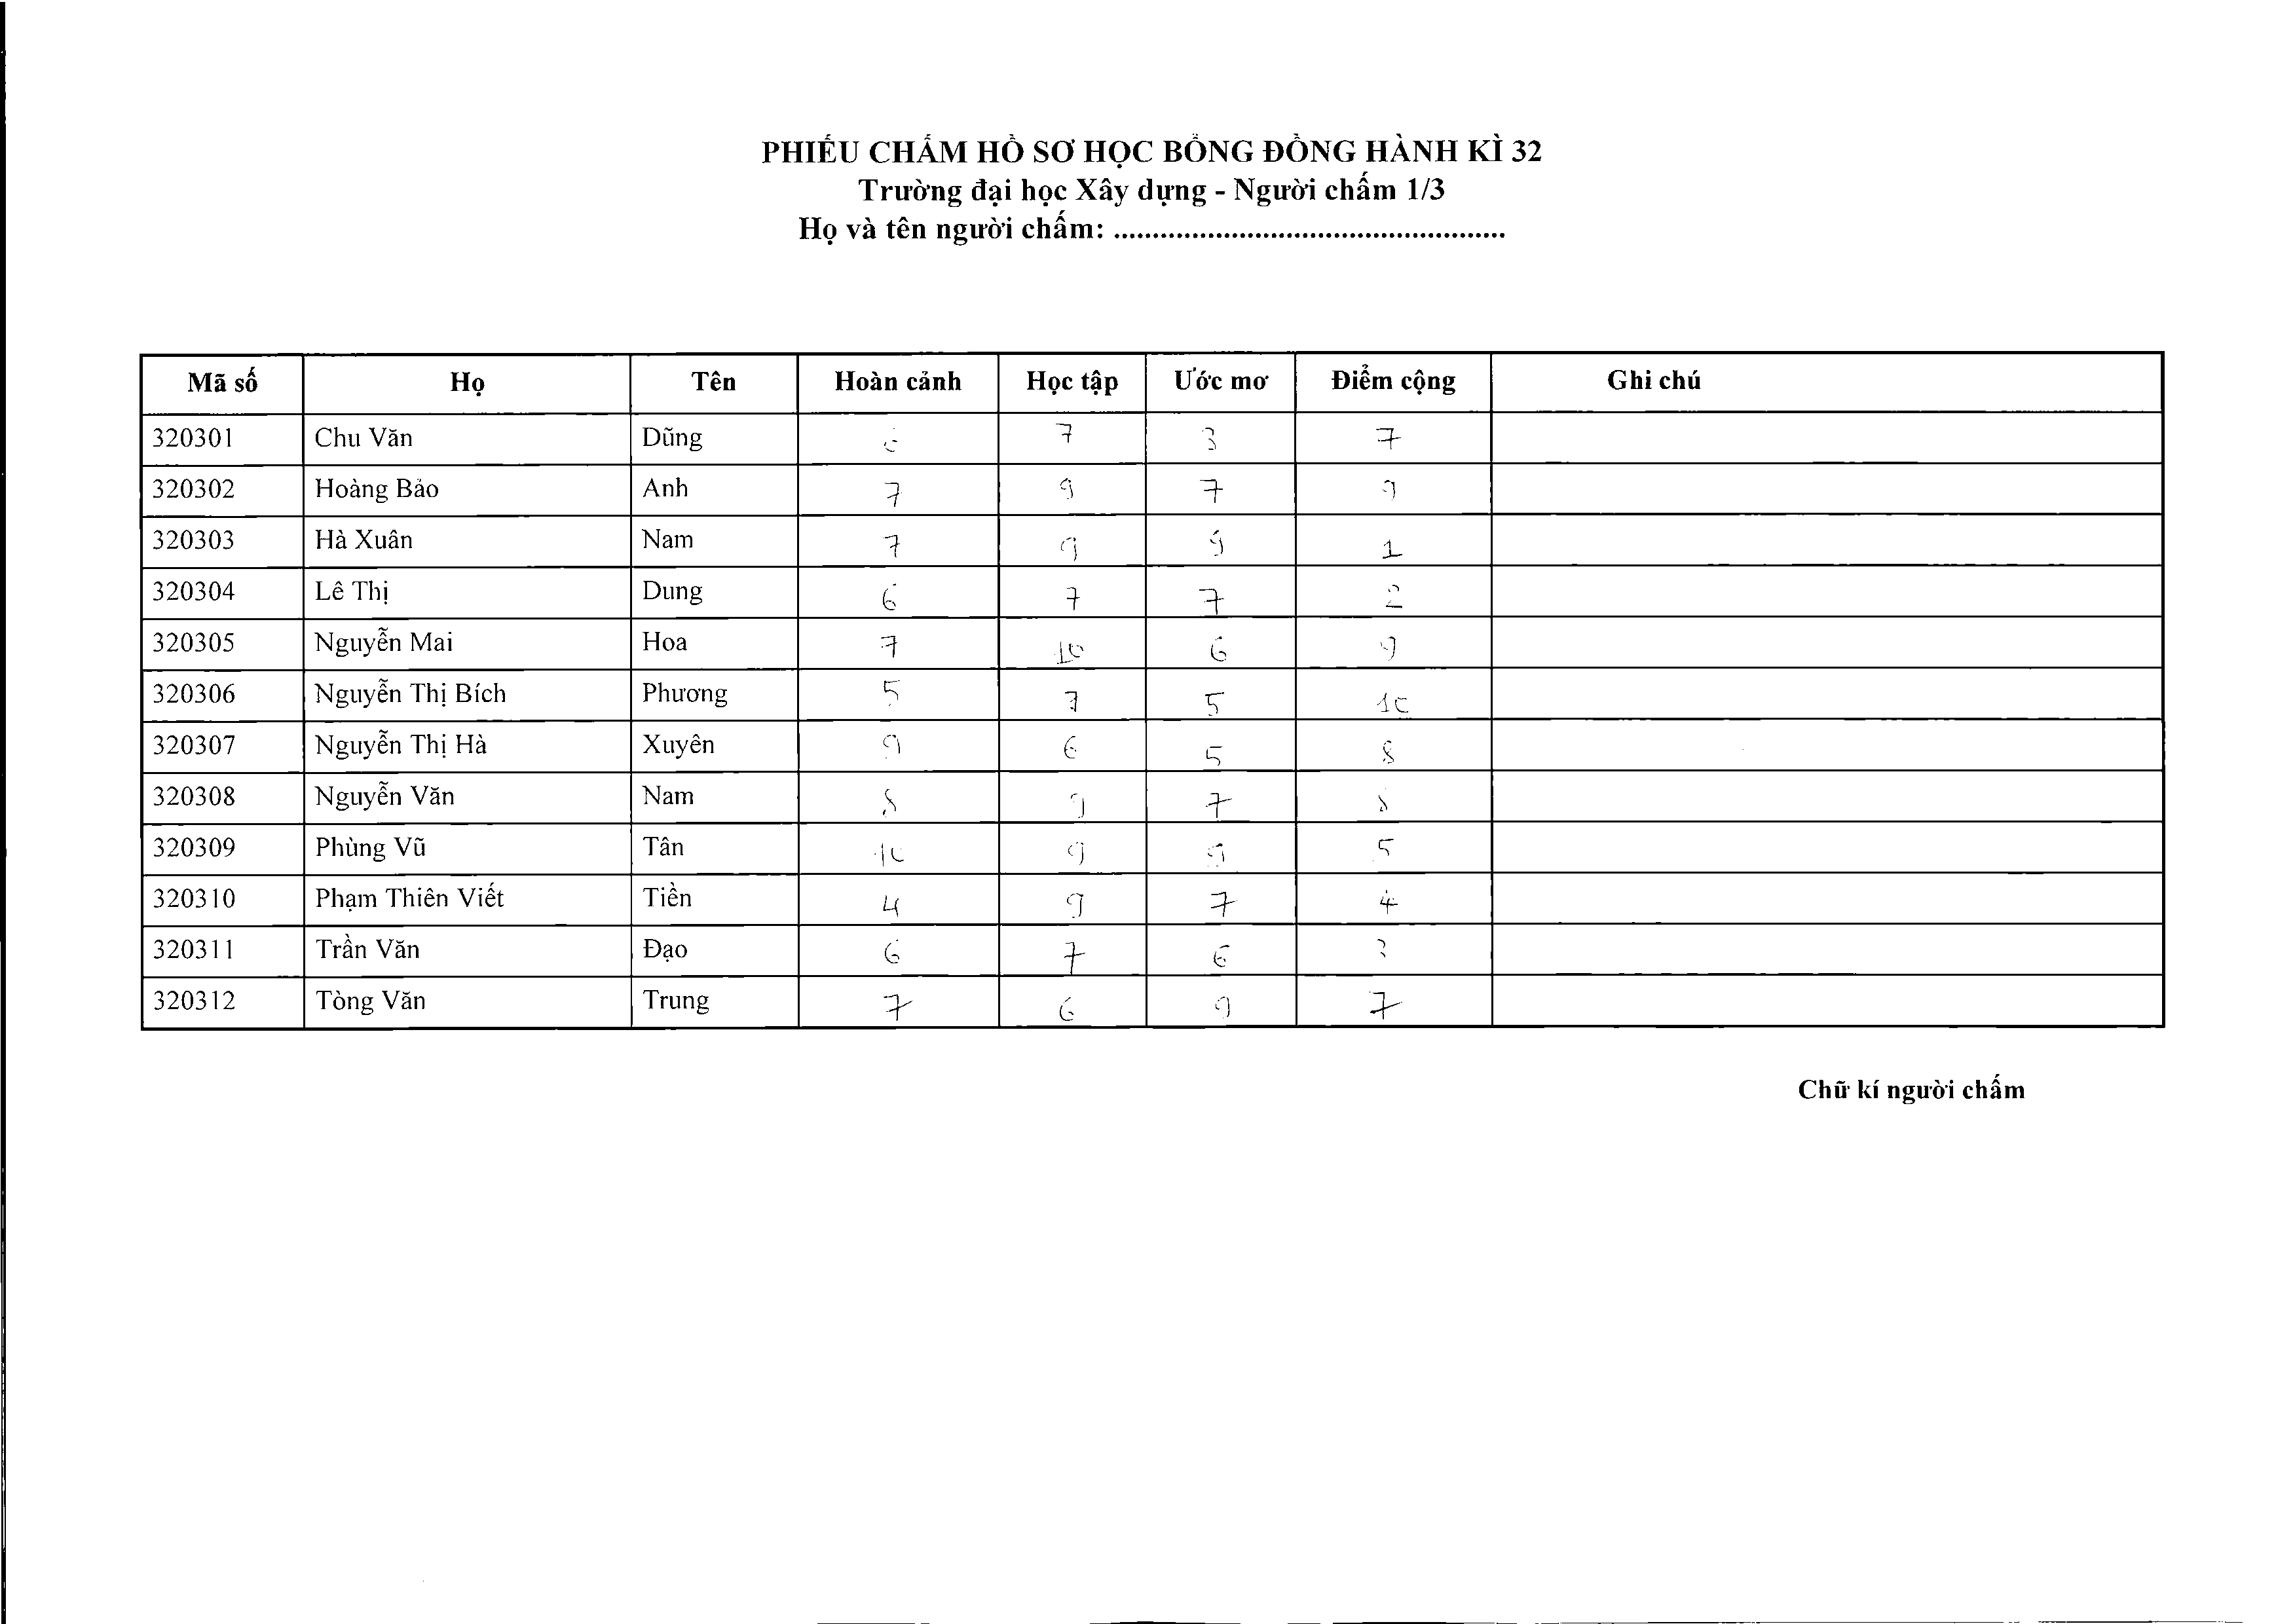 PHIẾU CHẤM HỒ SƠ HỌC BỔNG ĐỒNG HÀNH KÌ 32
Trường đại học Xây dựng - Người chấm 1/3
Họ và tên người chấm: ..................................................
Mã số Họ Tên Hoàn cảnh Học tập Ước mơ Điểm cộng Ghi chú
320301 Chu Văn Dũng 7 3 7
320302 Hoàng Bảo Anh 7 9 7 9
320303 Hà Xuân Nam 7 9 9 1
320304 Lê Thị Dung 6 7 7 2
320305 Nguyễn Mai Hoa 7 10 6 9
320306 Nguyễn Thị Bích Phương 5 7 5 10
320307 Nguyễn Thị Hà Xuyên 9 6 5 8
320308 Nguyễn Văn Nam 8 9 7 8
320309 Phùng Vũ Tân 10 9 9 5
320310 Phạm Thiên Viết Tiền 4 9 7 4
320311 Trần Văn Đạo 6 7 6 3
320312 Tòng Văn Trung 7 6 9 7
Chữ kí người chấm